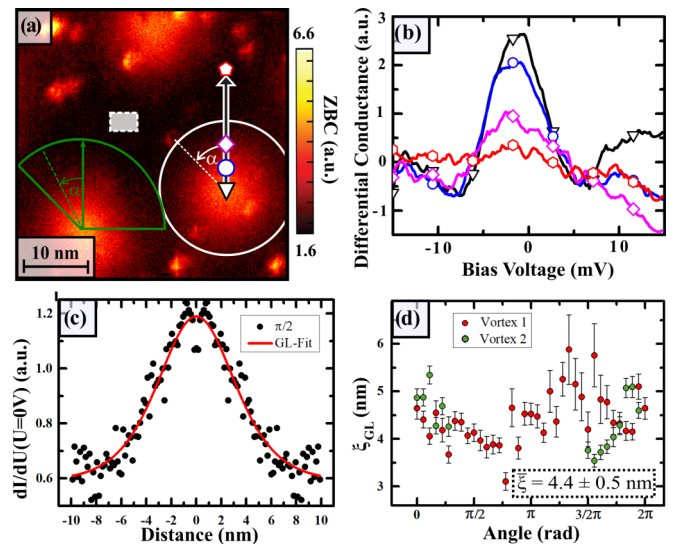 (a)
6.6
ZBC (a.u.)
1.6
α
α
10 nm
(b)
Differential Conductance (a.u.)
3
2
1
0
-1
-10
0
10
Bias Voltage (mV)
(c)
dI/dU(U=0V) (a.u.)
1.2
1.0
0.8
0.6
π/2
GL-Fit
-10 -8 -6 -4 -2 0 2 4 6 8 10
Distance (nm)
(d)
Vortex 1
Vortex 2
ξGL (nm)
6
5
4
3
ξ̄ = 4.4 ± 0.5 nm
0 π/2 π 3/2π 2π
Angle (rad)